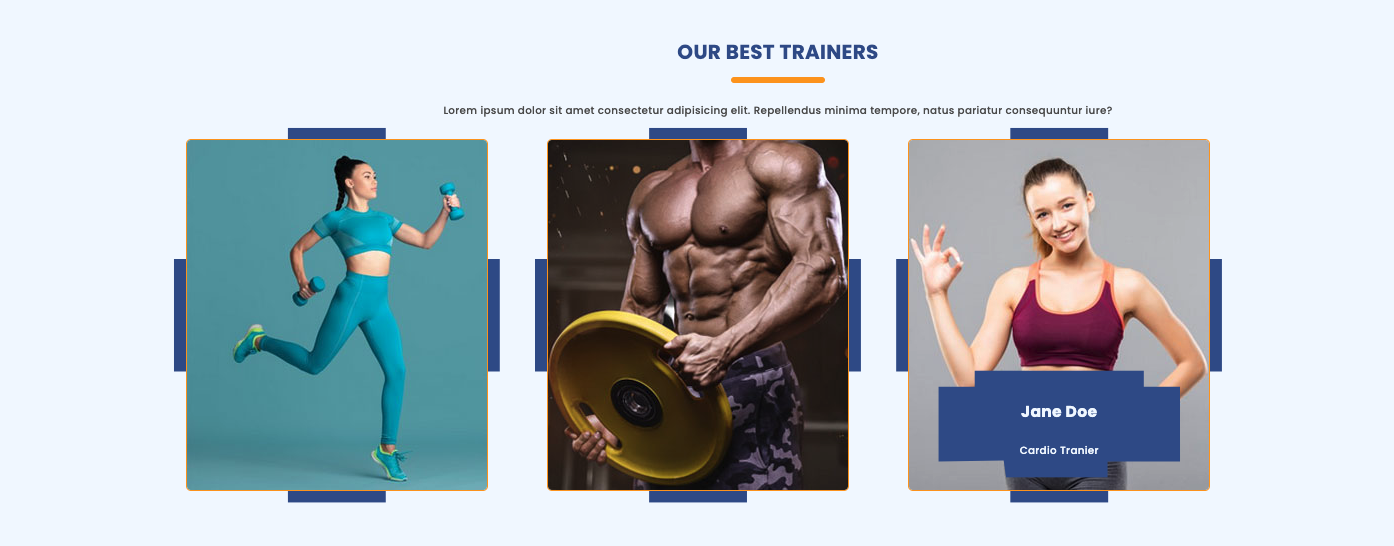 OUR BEST TRAINERS
Lorem ipsum dolor sit amet consectetur adipisicing elit. Repellendus minima tempore, natus pariatur consequuntur iure?
Jane Doe
Cardio Tranier